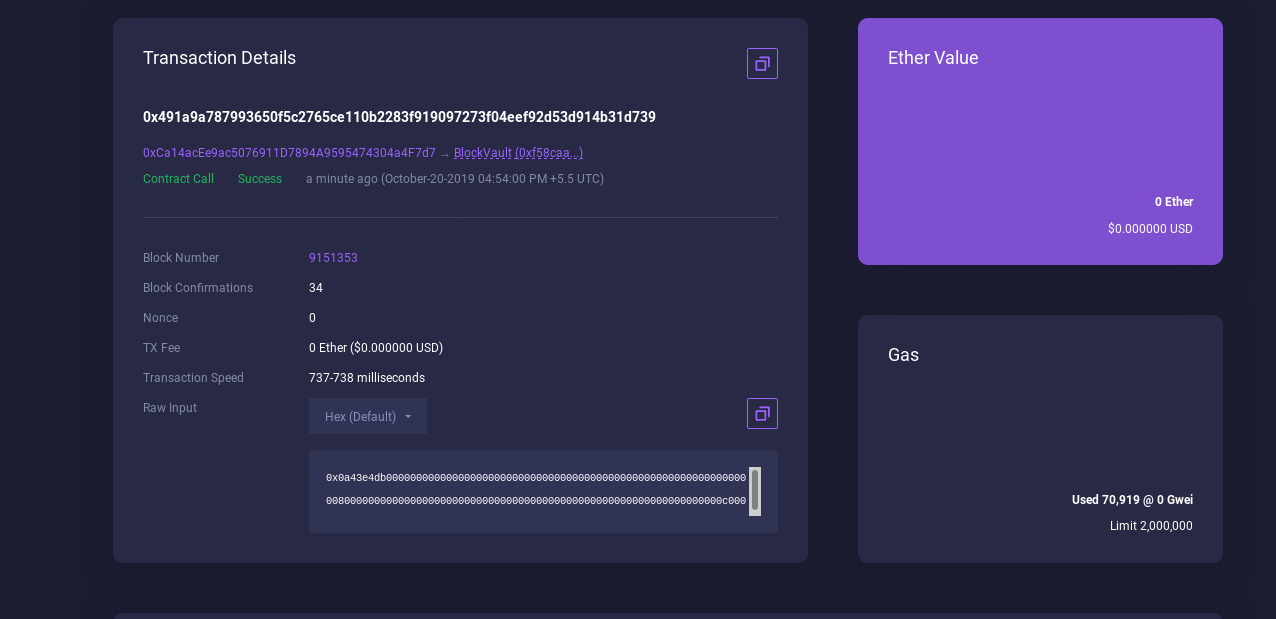 Transaction Details
0x491a9a787993650f5c2765ce110b2283f919097273f04eef92d53d914b31d739
0xCa14acEe9ac5076911D7894A9595474304a4F7d7 → BlockVault (0xf58caa...)
Contract Call Success a minute ago (October-20-2019 04:54:00 PM +5.5 UTC)
Block Number 9151353
Block Confirmations 34
Nonce 0
TX Fee 0 Ether ($0.000000 USD)
Transaction Speed 737-738 milliseconds
Raw Input Hex (Default)
0x0a43e4db000000000000000000000000000000000000000000000000000000000000
0080000000000000000000000000000000000000000000000000000000000000000c000
Ether Value
0 Ether
$0.000000 USD
Gas
Used 70,919 @ 0 Gwei
Limit 2,000,000